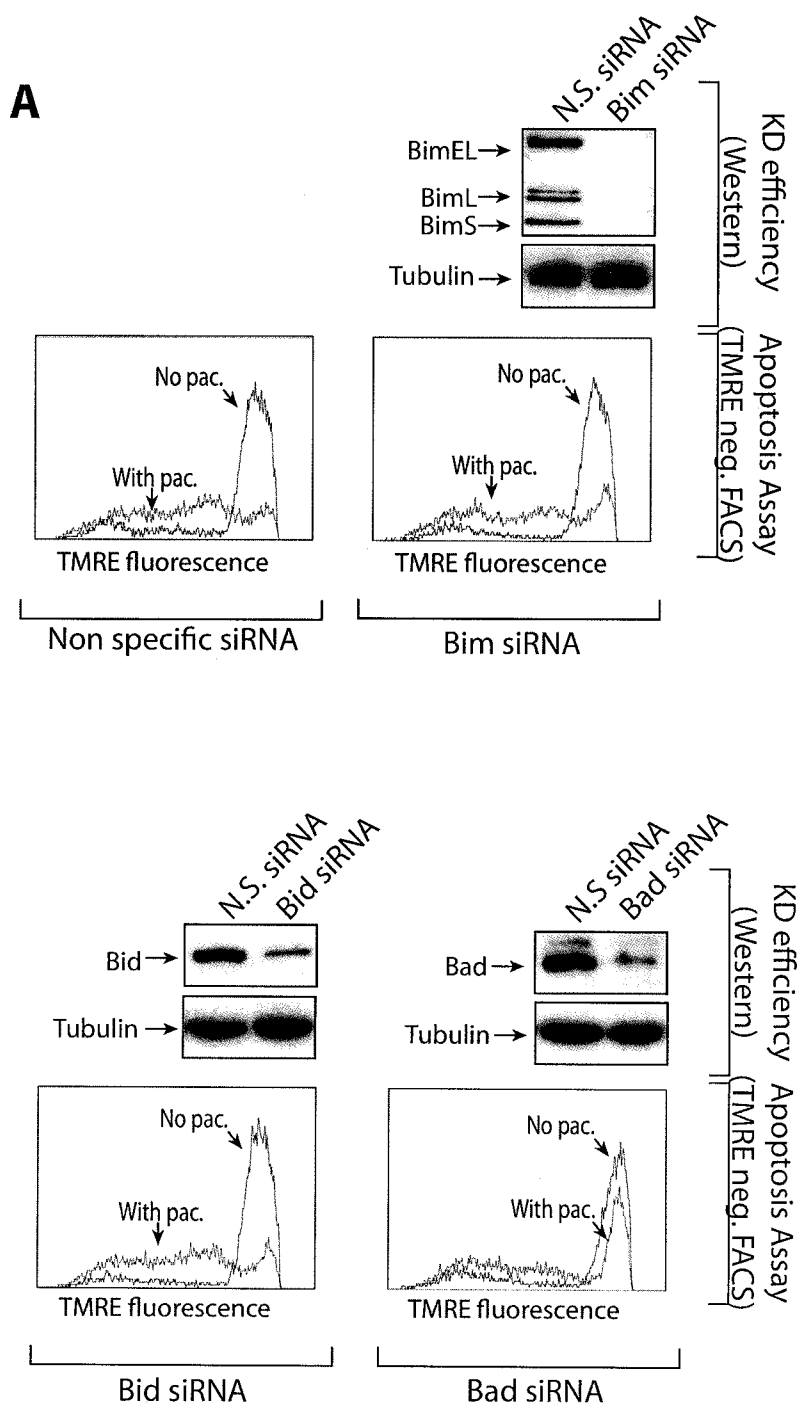 A
N.S. siRNA
Bim siRNA
BimEL
BimL
BimS
Tubulin
KD efficiency
(Western)
No pac.
With pac.
TMRE fluorescence
Non specific siRNA
No pac.
With pac.
TMRE fluorescence
Bim siRNA
Apoptosis Assay
(TMRE neg. FACS)
N.S. siRNA
Bid siRNA
Bid
Tubulin
N.S siRNA
Bad siRNA
Bad
Tubulin
KD efficiency
(Western)
No pac.
With pac.
TMRE fluorescence
Bid siRNA
No pac.
With pac.
TMRE fluorescence
Bad siRNA
Apoptosis Assay
(TMRE neg. FACS)